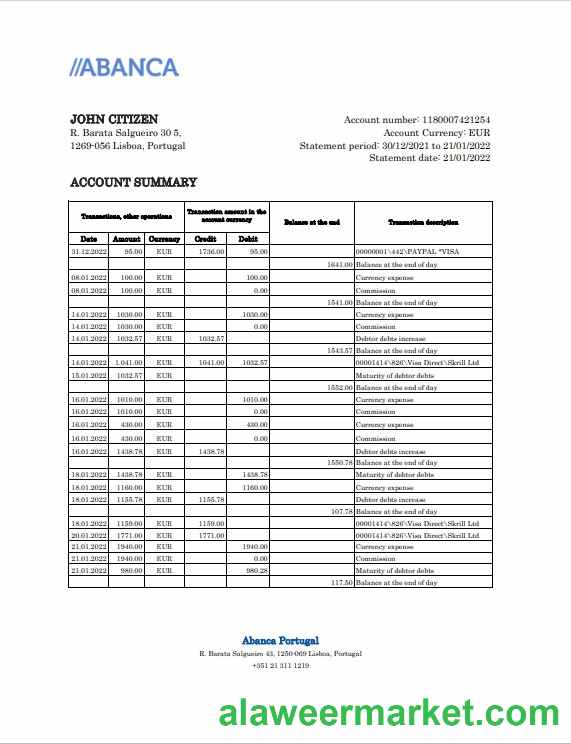 //ABANCA
JOHN CITIZEN
R. Barata Salgueiro 30 5,
1269-056 Lisboa, Portugal
Account number: 1180007421254
Account Currency: EUR
Statement period: 30/12/2021 to 21/01/2022
Statement date: 21/01/2022
ACCOUNT SUMMARY
Transactions, other operations Transaction amount in the account currency Balance at the end Transaction description
Date Amount Currency Credit Debit
31.12.2022 95.00 EUR 1736.00 95.00 00000001\442\PAYPAL *VISA
1641.00 Balance at the end of day
08.01.2022 100.00 EUR 100.00 Currency expense
08.01.2022 100.00 EUR 0.00 Commission
1541.00 Balance at the end of day
14.01.2022 1030.00 EUR 1030.00 Currency expense
14.01.2022 1030.00 EUR 0.00 Commission
14.01.2022 1032.57 EUR 1032.57 Debtor debts increase
1543.57 Balance at the end of day
14.01.2022 1.041.00 EUR 1041.00 1032.57 00001414\826\Visa Direct\Skrill Ltd
15.01.2022 1032.57 EUR Maturity of debtor debts
1552.00 Balance at the end of day
16.01.2022 1010.00 EUR 1010.00 Currency expense
16.01.2022 1010.00 EUR 0.00 Commission
16.01.2022 430.00 EUR 430.00 Currency expense
16.01.2022 430.00 EUR 0.00 Commission
16.01.2022 1438.78 EUR 1438.78 Debtor debts increase
1550.78 Balance at the end of day
18.01.2022 1438.78 EUR 1438.78 Maturity of debtor debts
18.01.2022 1160.00 EUR 1160.00 Currency expense
18.01.2022 1155.78 EUR 1155.78 Debtor debts increase
107.78 Balance at the end of day
18.01.2022 1159.00 EUR 1159.00 00001414\826\Visa Direct\Skrill Ltd
20.01.2022 1771.00 EUR 1771.00 00001414\826\Visa Direct\Skrill Ltd
21.01.2022 1940.00 EUR 1940.00 Currency expense
21.01.2022 1940.00 EUR 0.00 Commission
21.01.2022 980.00 EUR 980.28 Maturity of debtor debts
117.50 Balance at the end of day
Abanca Portugal
R. Barata Salgueiro 43, 1250-069 Lisboa, Portugal
+351 21 311 1219
alaweermarket.com